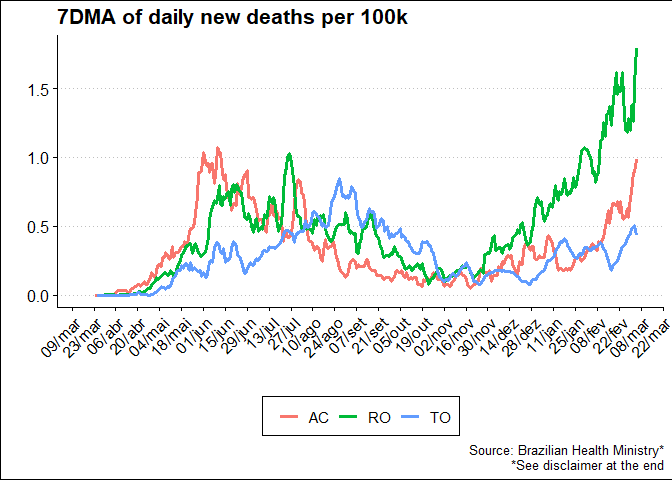 7DMA of daily new deaths per 100k
1.5
1.0
0.5
0.0
09/mar
23/mar
06/abr
20/abr
04/mai
18/mai
01/jun
15/jun
29/jun
13/jul
27/jul
10/ago
24/ago
07/set
21/set
05/out
19/out
02/nov
16/nov
30/nov
14/dez
28/dez
11/jan
25/jan
08/fev
22/fev
08/mar
22/mar
AC RO TO
Source: Brazilian Health Ministry*
*See disclaimer at the end